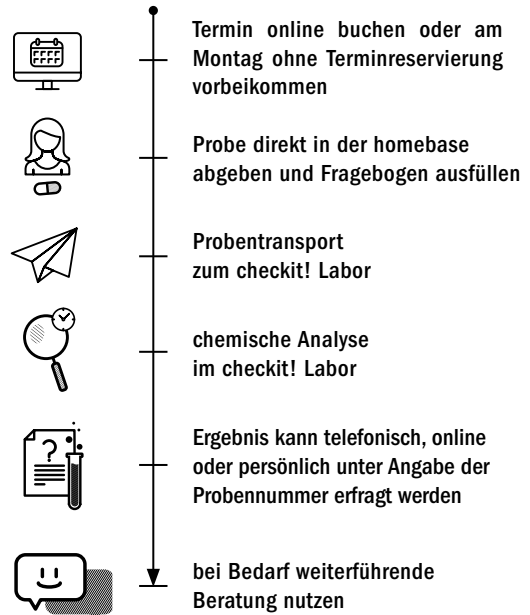 Termin online buchen oder am
Montag ohne Terminreservierung
vorbeikommen
Probe direkt in der homebase
abgeben und Fragebogen ausfüllen
Probentransport
zum checkit! Labor
chemische Analyse
im checkit! Labor
?
Ergebnis kann telefonisch, online
oder persönlich unter Angabe der
Probennummer erfragt werden
bei Bedarf weiterführende
Beratung nutzen